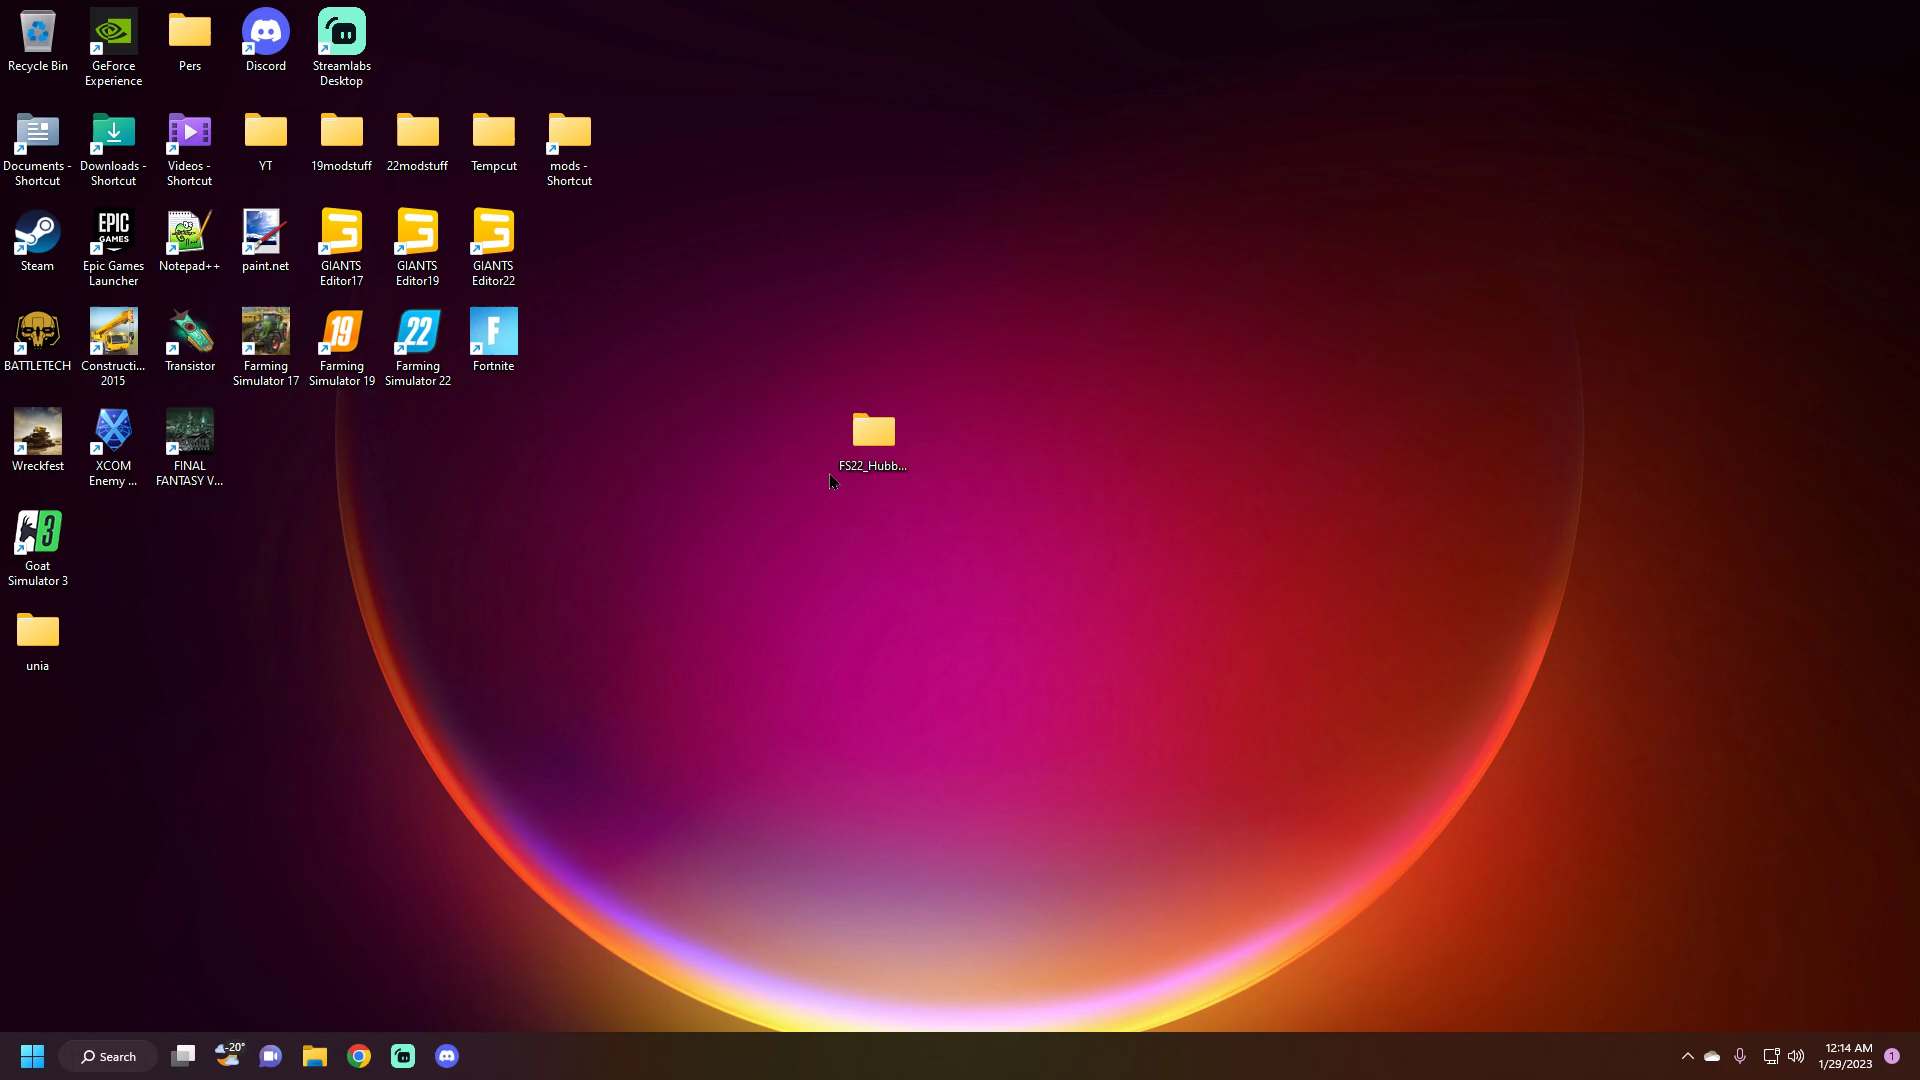 Recycle Bin
GeForce
Experience
Pers
Discord
Streamlabs
Desktop
Documents -
Shortcut
Downloads -
Shortcut
Videos -
Shortcut
YT
19modstuff
22modstuff
Tempcut
mods -
Shortcut
EPIC
GAMES
Steam
Epic Games
Launcher
Notepad++
paint.net
GIANTS
Editor17
GIANTS
Editor19
GIANTS
Editor22
19
22
F
BATTLETECH
Constructi...
2015
Transistor
Farming
Simulator 17
Farming
Simulator 19
Farming
Simulator 22
Fortnite
FS22_Hubb...
Wreckfest
XCOM
Enemy ...
FINAL
FANTASY V...
3
Goat
Simulator 3
unia
Search
-20°
12:14 AM
1/29/2023
1